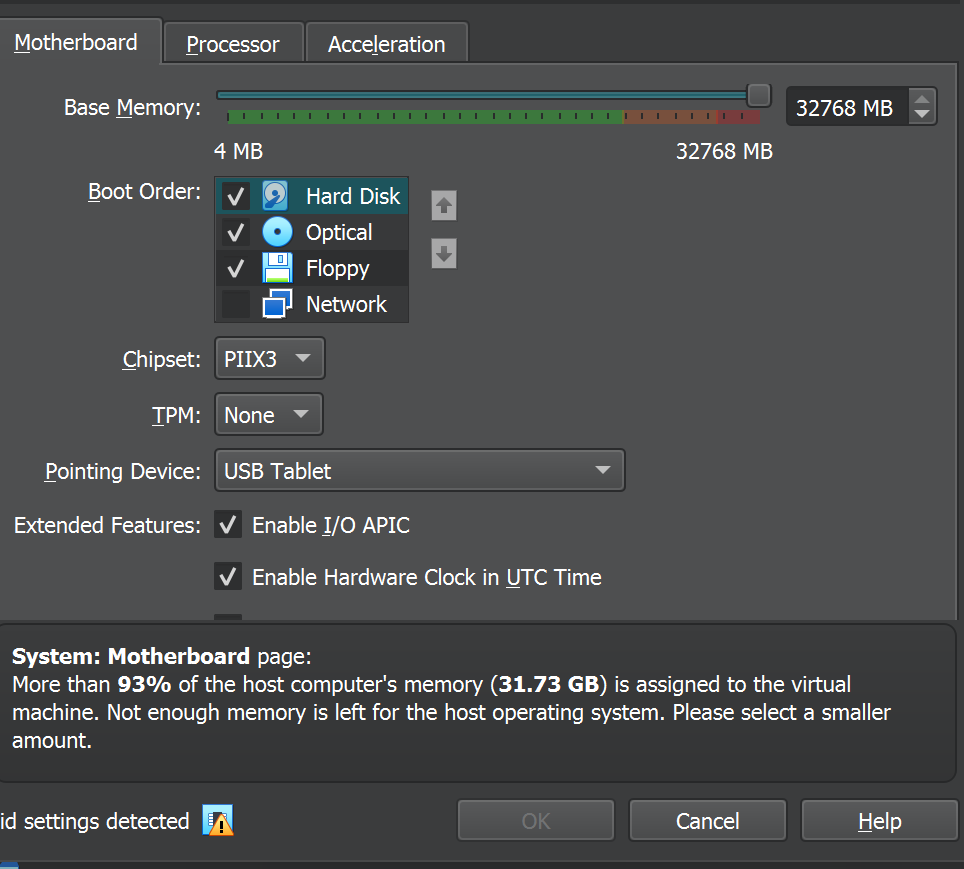 Motherboard Processor Acceleration
Base Memory: 32768 MB
4 MB 32768 MB
Boot Order: Hard Disk
Optical
Floppy
Network
Chipset: PIIX3
TPM: None
Pointing Device: USB Tablet
Extended Features: Enable I/O APIC
Enable Hardware Clock in UTC Time
System: Motherboard page:
More than 93% of the host computer's memory (31.73 GB) is assigned to the virtual
machine. Not enough memory is left for the host operating system. Please select a smaller
amount.
id settings detected OK Cancel Help